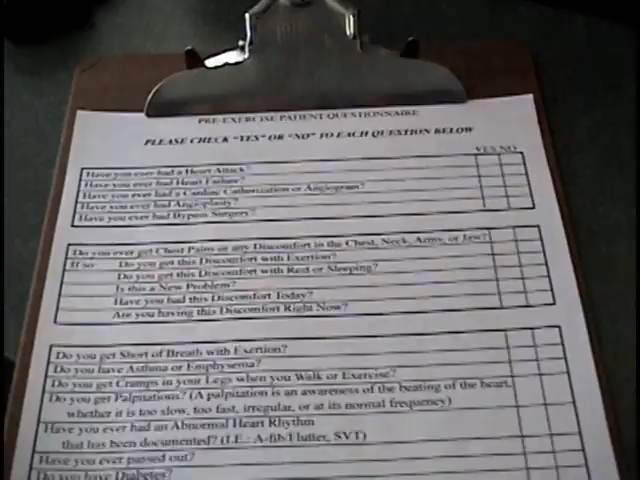 PRE-EXERCISE PATIENT QUESTIONNAIRE
PLEASE CHECK "YES" OR "NO" TO EACH QUESTION BELOW
YES NO
Have you ever had a Heart Attack?
Have you ever had Heart Failure?
Have you ever had a Cardiac Catheterization or Angiogram?
Have you ever had Angioplasty?
Have you ever had Bypass Surgery?
Do you ever get Chest Pains or any Discomfort in the Chest, Neck, Arms, or Jaw?
If so Do you get this Discomfort with Exertion?
Do you get this Discomfort with Rest or Sleeping?
Is this a New Problem?
Have you had this Discomfort Today?
Are you having this Discomfort Right Now?
Do you get Short of Breath with Exertion?
Do you have Asthma or Emphysema?
Do you get Cramps in your Legs when you Walk or Exercise?
Do you get Palpitations? (A palpitation is an awareness of the beating of the heart,
whether it is too slow, too fast, irregular, or at its normal frequency)
Have you ever had an Abnormal Heart Rhythm
that has been documented? (I.E.: A-fib/Flutter, SVT)
Have you ever passed out?
Do you have Diabetes?